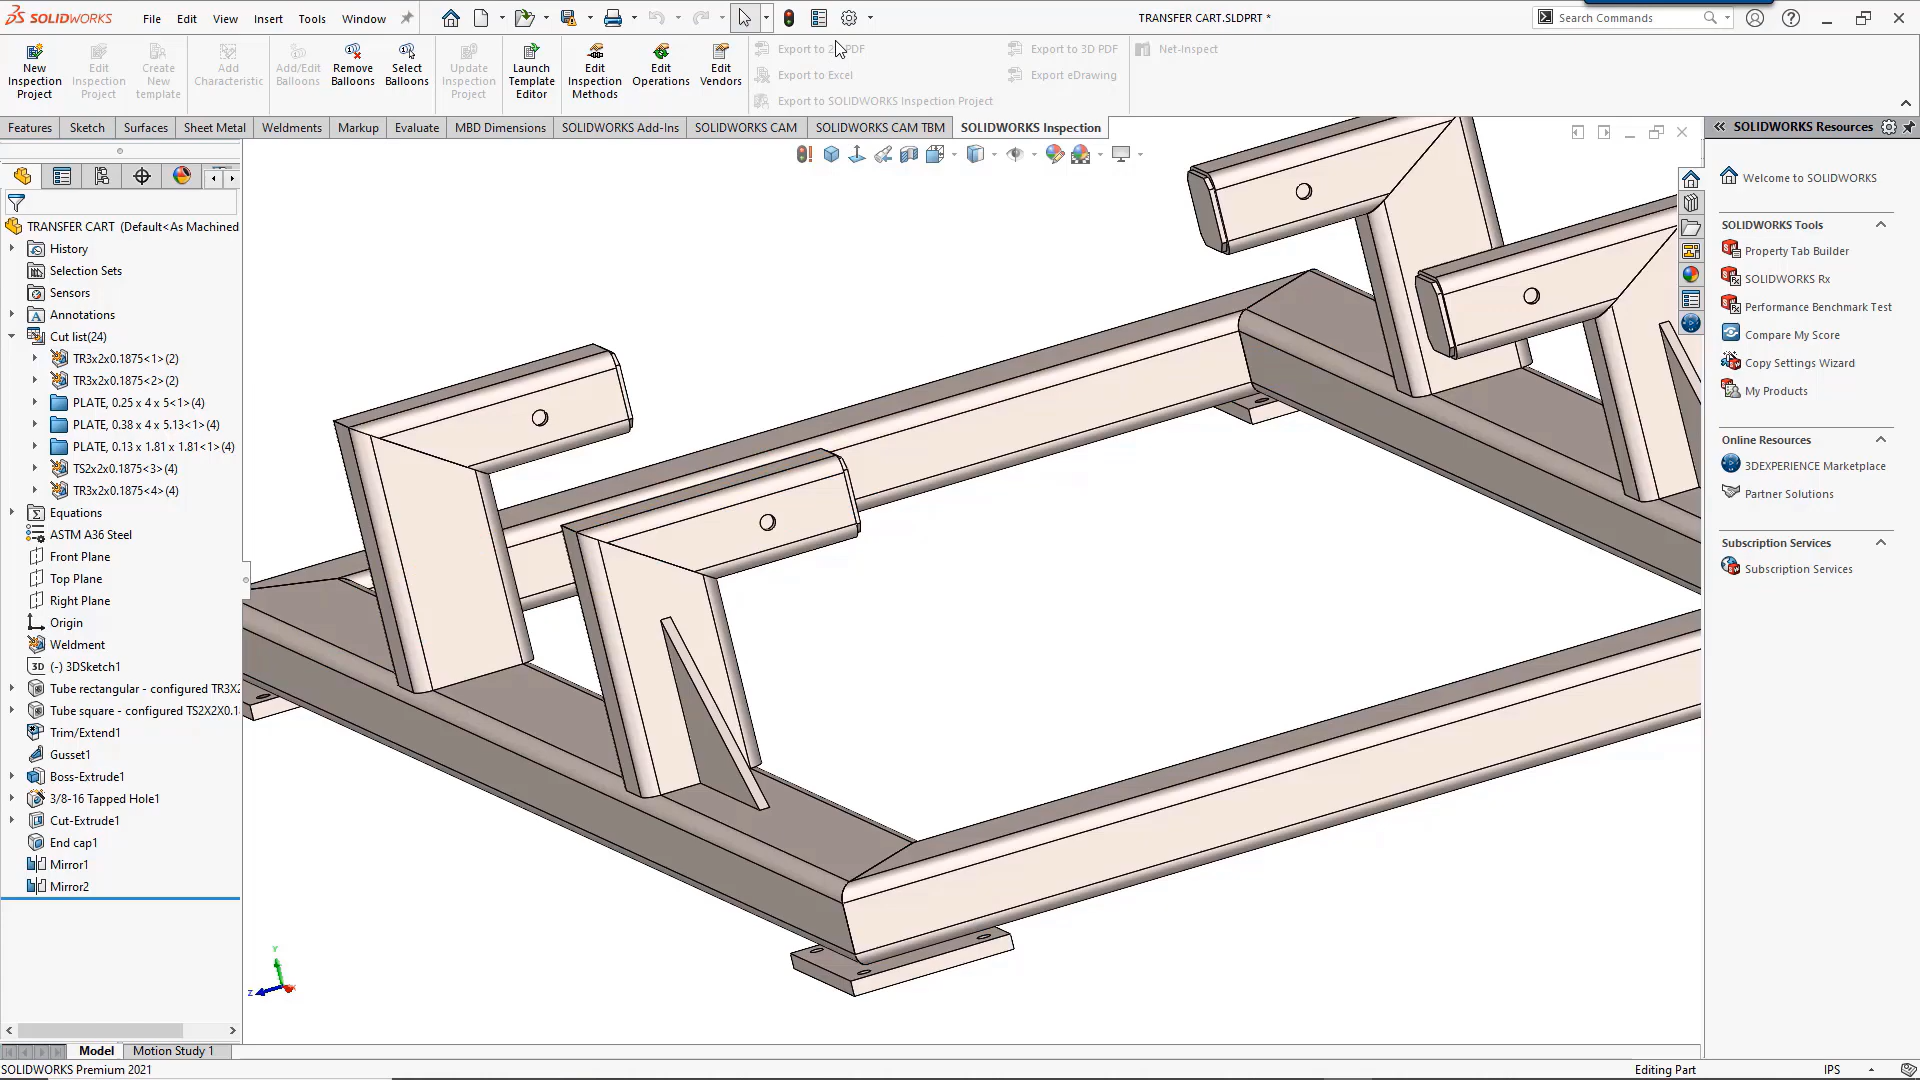 SOLIDWORKS
File Edit View Insert Tools Window
TRANSFER CART.SLDPRT *
Search Commands
New Inspection Project
Edit Inspection Project
Create New template
Add Characteristic
Add/Edit Balloons
Remove Balloons
Select Balloons
Update Inspection Project
Launch Template Editor
Edit Inspection Methods
Edit Operations
Edit Vendors
Export to 2D PDF
Export to Excel
Export to SOLIDWORKS Inspection Project
Export to 3D PDF
Export eDrawing
Net-Inspect
Features Sketch Surfaces Sheet Metal Weldments Markup Evaluate MBD Dimensions SOLIDWORKS Add-Ins SOLIDWORKS CAM SOLIDWORKS CAM TBM SOLIDWORKS Inspection
TRANSFER CART (Default<As Machined
History
Selection Sets
Sensors
Annotations
Cut list(24)
TR3x2x0.1875<1>(2)
TR3x2x0.1875<2>(2)
PLATE, 0.25 x 4 x 5<1>(4)
PLATE, 0.38 x 4 x 5.13<1>(4)
PLATE, 0.13 x 1.81 x 1.81<1>(4)
TS2x2x0.1875<3>(4)
TR3x2x0.1875<4>(4)
Equations
ASTM A36 Steel
Front Plane
Top Plane
Right Plane
Origin
Weldment
3D (-) 3DSketch1
Tube rectangular - configured TR3X2
Tube square - configured TS2X2X0.1
Trim/Extend1
Gusset1
Boss-Extrude1
3/8-16 Tapped Hole1
Cut-Extrude1
End cap1
Mirror1
Mirror2
Y
Z
Model Motion Study 1
SOLIDWORKS Premium 2021
Editing Part
IPS
SOLIDWORKS Resources
Welcome to SOLIDWORKS
SOLIDWORKS Tools
Property Tab Builder
SOLIDWORKS Rx
Performance Benchmark Test
Compare My Score
Copy Settings Wizard
My Products
Online Resources
3DEXPERIENCE Marketplace
Partner Solutions
Subscription Services
Subscription Services